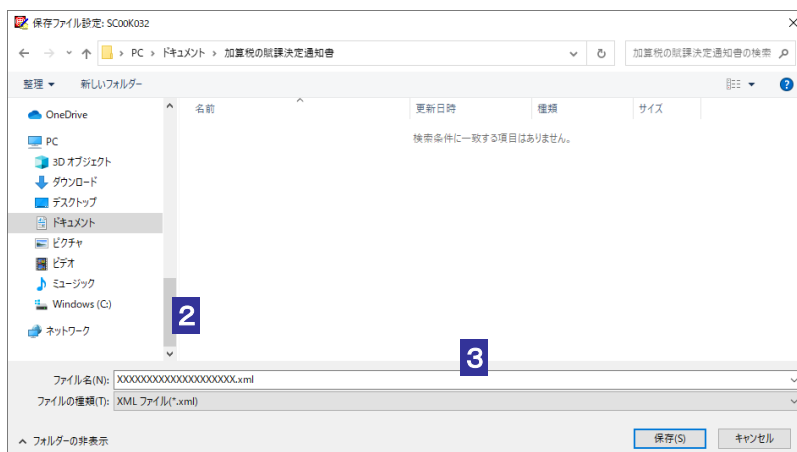 保存ファイル設定: SC00K032
PC > ドキュメント > 加算税の賦課決定通知書
加算税の賦課決定通知書の検索
整理 新しいフォルダー
名前 更新日時 種類 サイズ
検索条件に一致する項目はありません。
OneDrive
PC
3D オブジェクト
ダウンロード
デスクトップ
ドキュメント
ピクチャ
ビデオ
ミュージック
Windows (C:)
ネットワーク
2
3
ファイル名(N): XXXXXXXXXXXXXXXXXXXX.xml
ファイルの種類(T): XML ファイル(*.xml)
フォルダーの非表示 保存(S) キャンセル